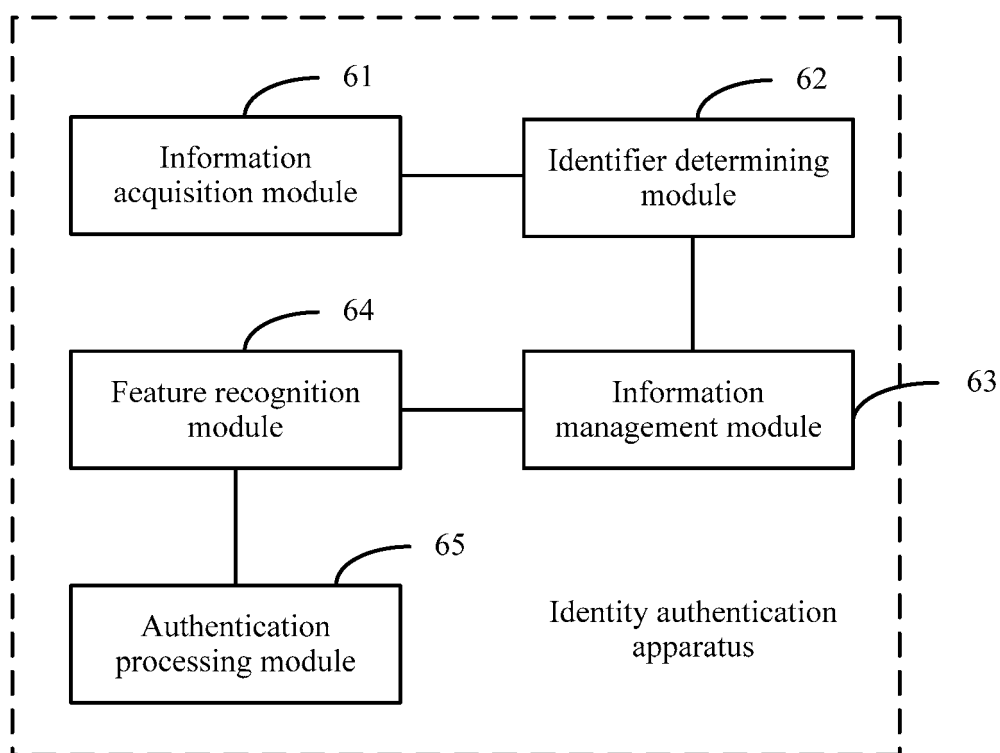 61
Information
acquisition module
62
Identifier determining
module
64
Feature recognition
module
63
Information
management module
65
Authentication
processing module
Identity authentication
apparatus